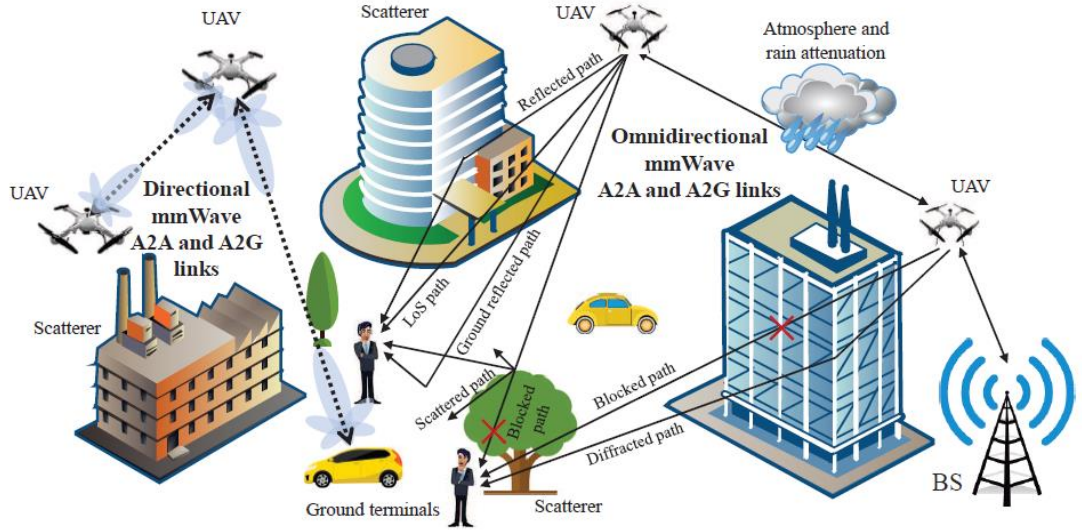 Scatterer
UAV
UAV
Atmosphere and
rain attenuation
Reflected path
Omnidirectional
mmWave
A2A and A2G links
UAV
UAV
Directional
mmWave
A2A and A2G
links
LoS path
Ground reflected path
Scatterer
Scattered path
Blocked
path
Blocked path
Diffracted path
BS
Ground terminals
Scatterer